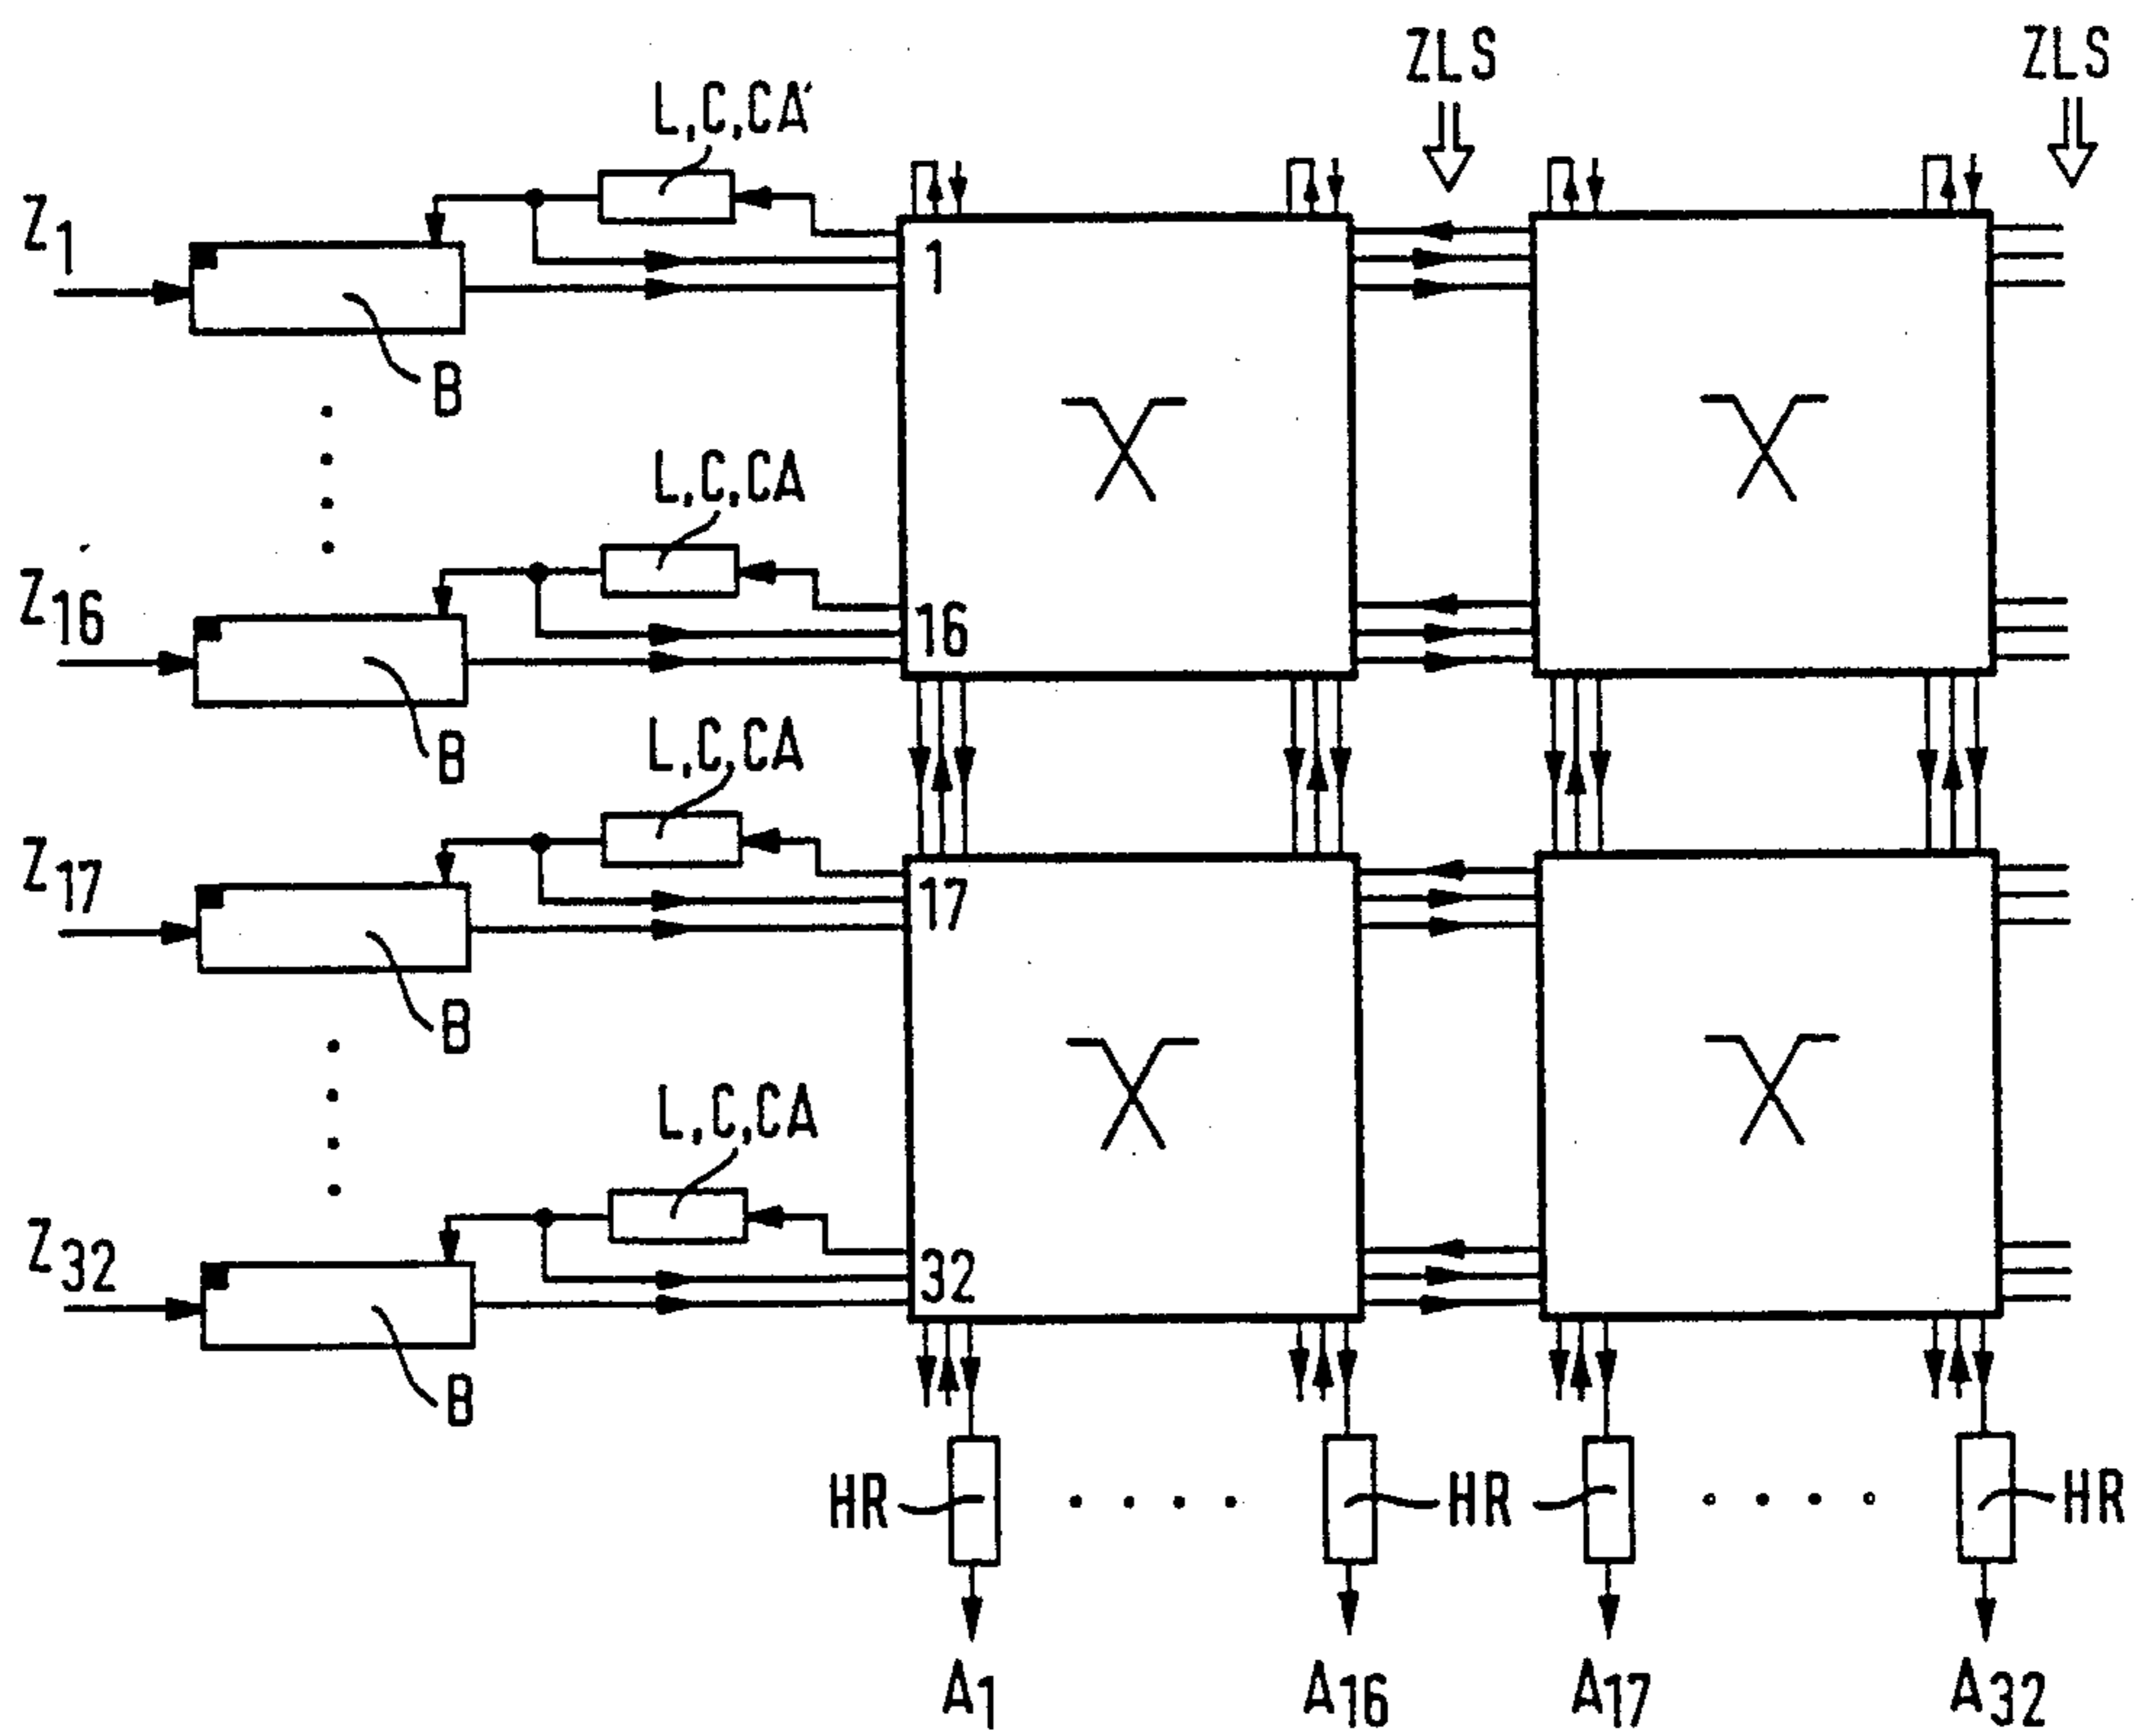 ZLS ZLS
L,C,CA
Z1
1
B
L,C,CA
Z16
16
B
L,C,CA
Z17
17
B
L,C,CA
Z32
32
B
HR HR HR
A1 A16 A17 A32